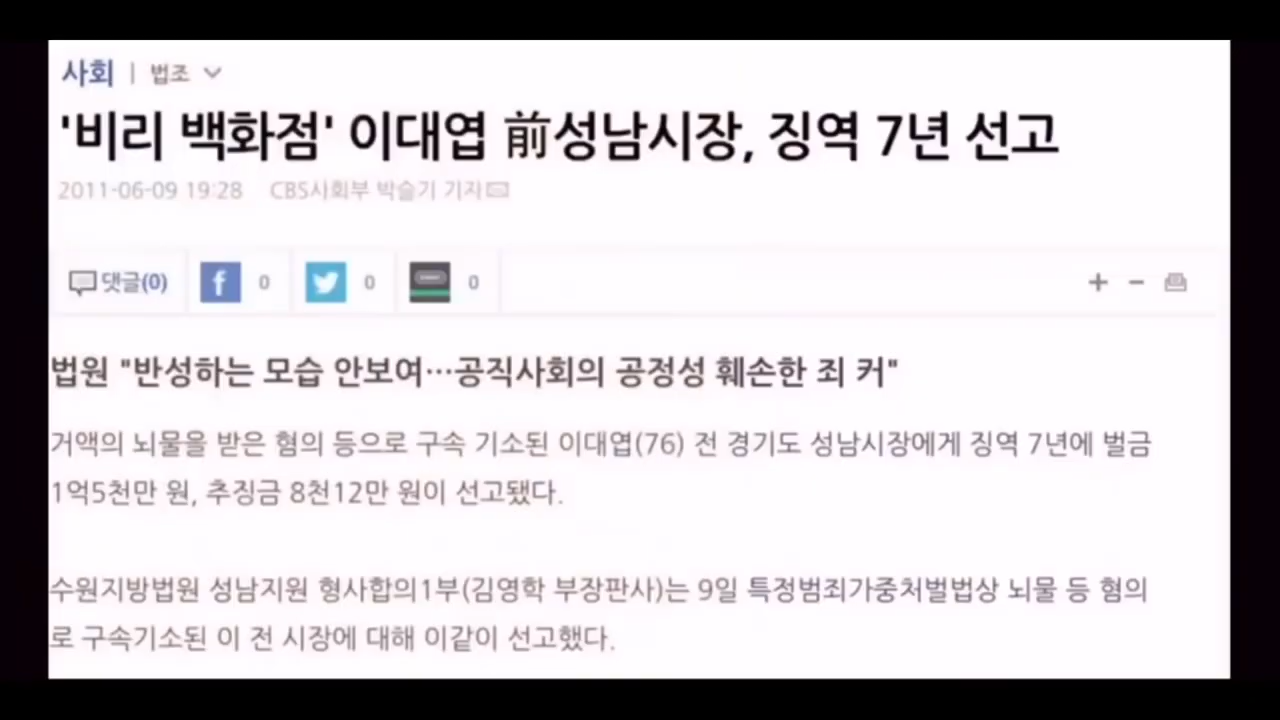 사회 | 법조
'비리 백화점' 이대엽 前성남시장, 징역 7년 선고
2011-06-09 19:28 CBS사회부 박슬기 기자
댓글(0) f 0 0 0 + -
법원 "반성하는 모습 안보여…공직사회의 공정성 훼손한 죄 커"
거액의 뇌물을 받은 혐의 등으로 구속 기소된 이대엽(76) 전 경기도 성남시장에게 징역 7년에 벌금
1억5천만 원, 추징금 8천12만 원이 선고됐다.
수원지방법원 성남지원 형사합의1부(김영학 부장판사)는 9일 특정범죄가중처벌법상 뇌물 등 혐의
로 구속기소된 이 전 시장에 대해 이같이 선고했다.